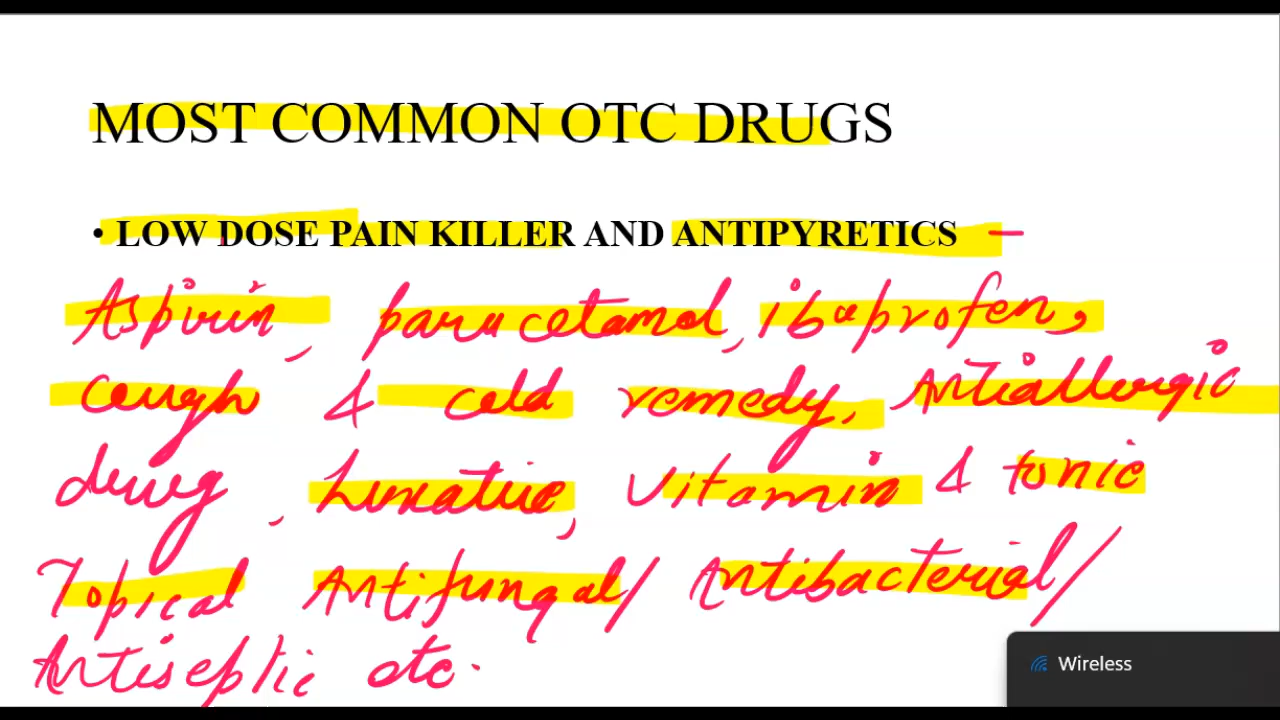 MOST COMMON OTC DRUGS
• LOW DOSE PAIN KILLER AND ANTIPYRETICS –
Aspirin, paracetamol, ibuprofen,
cough & cold remedy, Antiallergic
drug, Laxative, Vitamin & tonic
Topical Antifungal/ Antibacterial/
Antiseptic etc.
Wireless